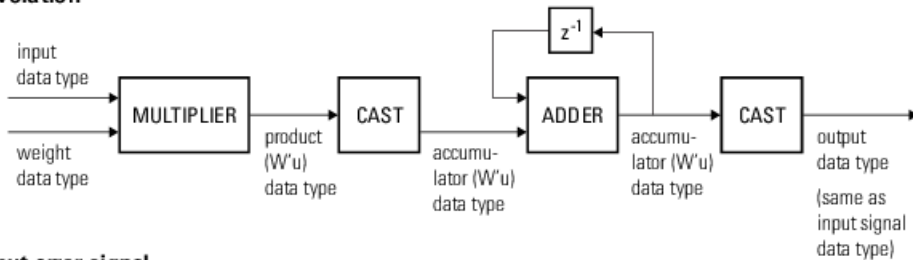 z-1
input
data type
MULTIPLIER
CAST
ADDER
CAST
weight
data type
product
(W'u)
data type
accumu-
lator (W'u)
data type
accumu-
lator (W'u)
data type
output
data type
(same as
input signal
data type)